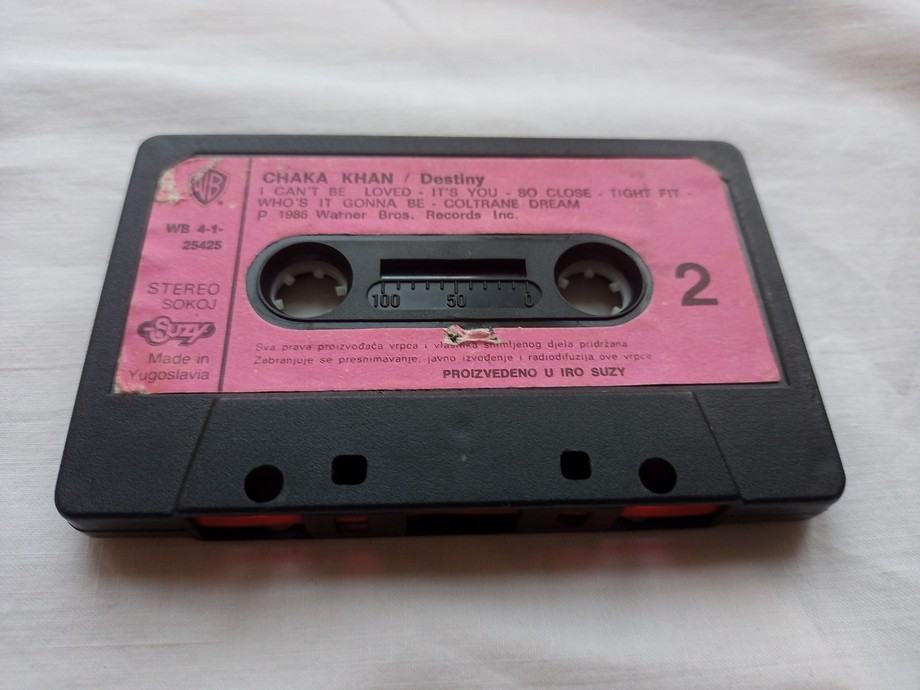 WB
WB 4-1-
25425
STEREO
SOKOJ
Suzy
Made in
Yugoslavia
CHAKA KHAN / Destiny
I CAN'T BE LOVED - IT'S YOU - SO CLOSE - TIGHT FIT -
WHO'S IT GONNA BE - COLTRANE DREAM
P 1986 Warner Bros. Records Inc.
100 50 0
2
Sva prava proizvođača vrpca i vlasnika snimljenog djela pridržana
Zabranjuje se presnimavanje, javno izvođenje i radiodifuzija ove vrpce
PROIZVEDENO U IRO SUZY